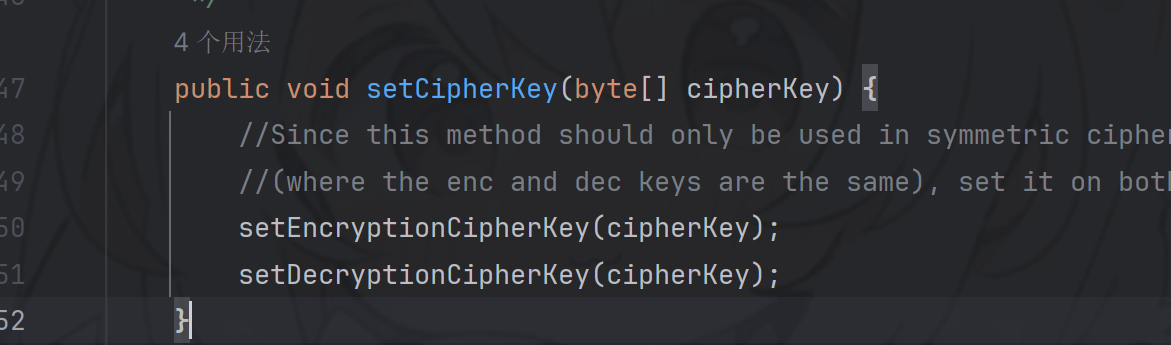 */
4 个用法
47 public void setCipherKey(byte[] cipherKey) {
48 //Since this method should only be used in symmetric cipher
49 //(where the enc and dec keys are the same), set it on both
50 setEncryptionCipherKey(cipherKey);
51 setDecryptionCipherKey(cipherKey);
52 }